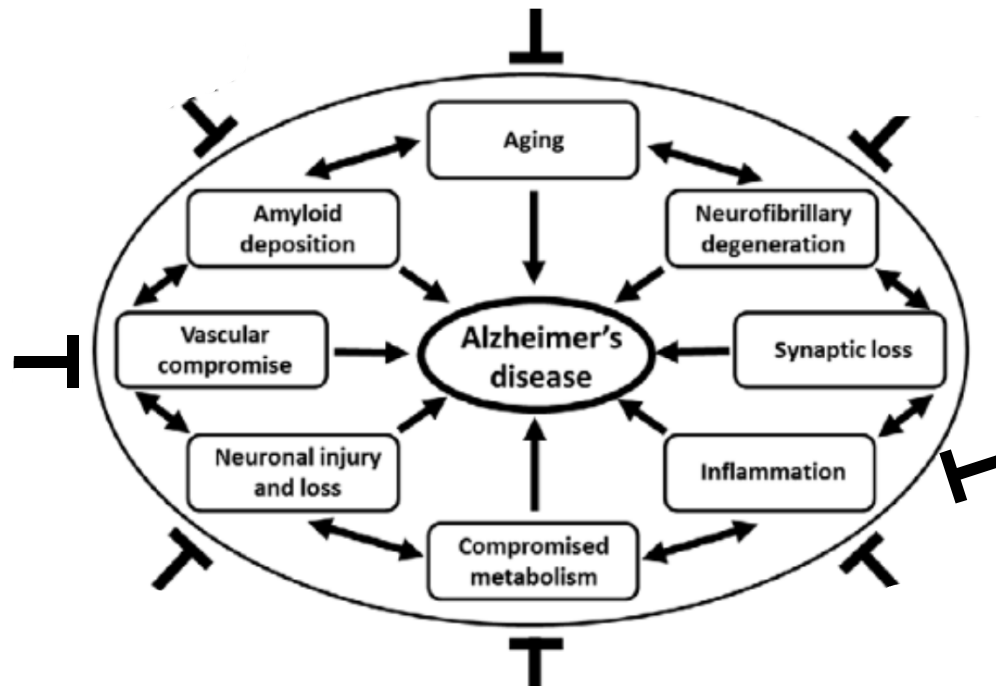 Aging
Amyloid
deposition
Neurofibrillary
degeneration
Vascular
compromise
Alzheimer's
disease
Synaptic loss
Neuronal injury
and loss
Inflammation
Compromised
metabolism